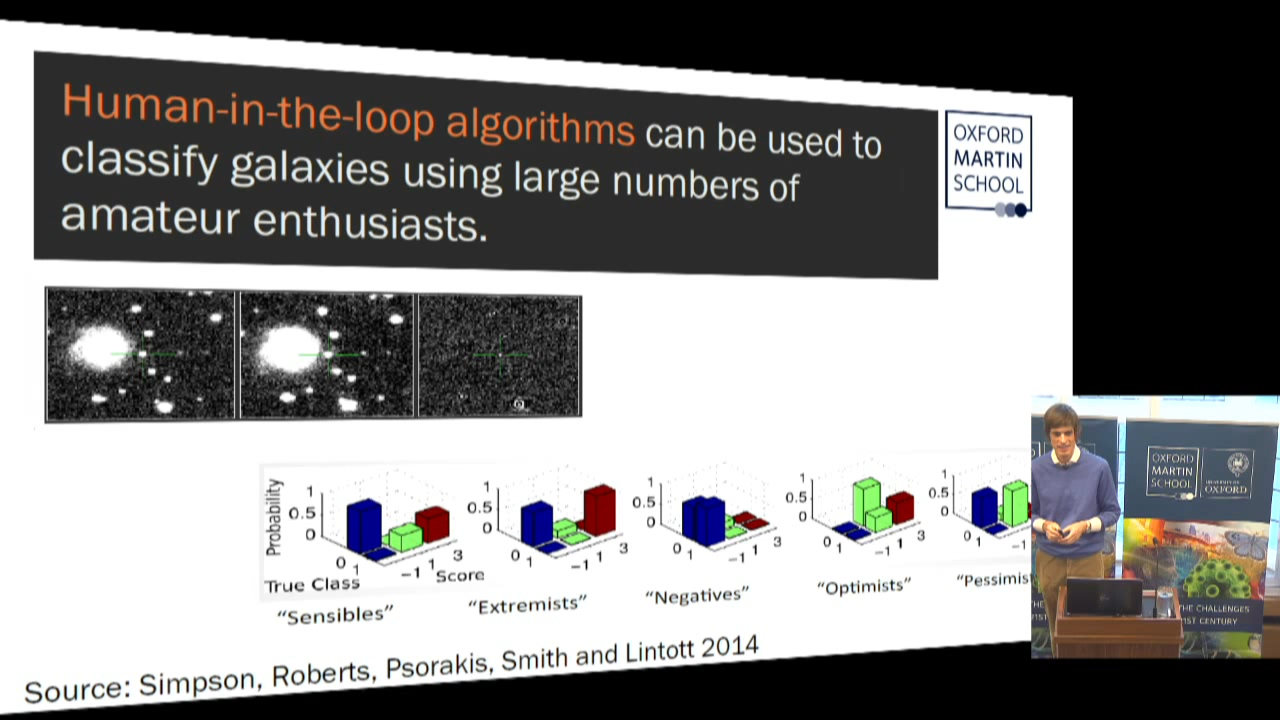 Human-in-the-loop algorithms can be used to
classify galaxies using large numbers of
amateur enthusiasts.
OXFORD
MARTIN
SCHOOL
Probability
1
0.5
0
0
1
-1
1
3
True Class
Score
1
0.5
0
0
1
-1
1
3
1
0.5
0
0
1
-1
1
3
1
0.5
0
0
1
-1
1
3
1
0.5
0
0
1
-1
"Sensibles"
"Extremists"
"Negatives"
"Optimists"
"Pessimist
Source: Simpson, Roberts, Psorakis, Smith and Lintott 2014
OXFORD
MARTIN
SCHOOL
UNIVERSITY OF
OXFORD
THE CHALLENGES
1ST CENTURY